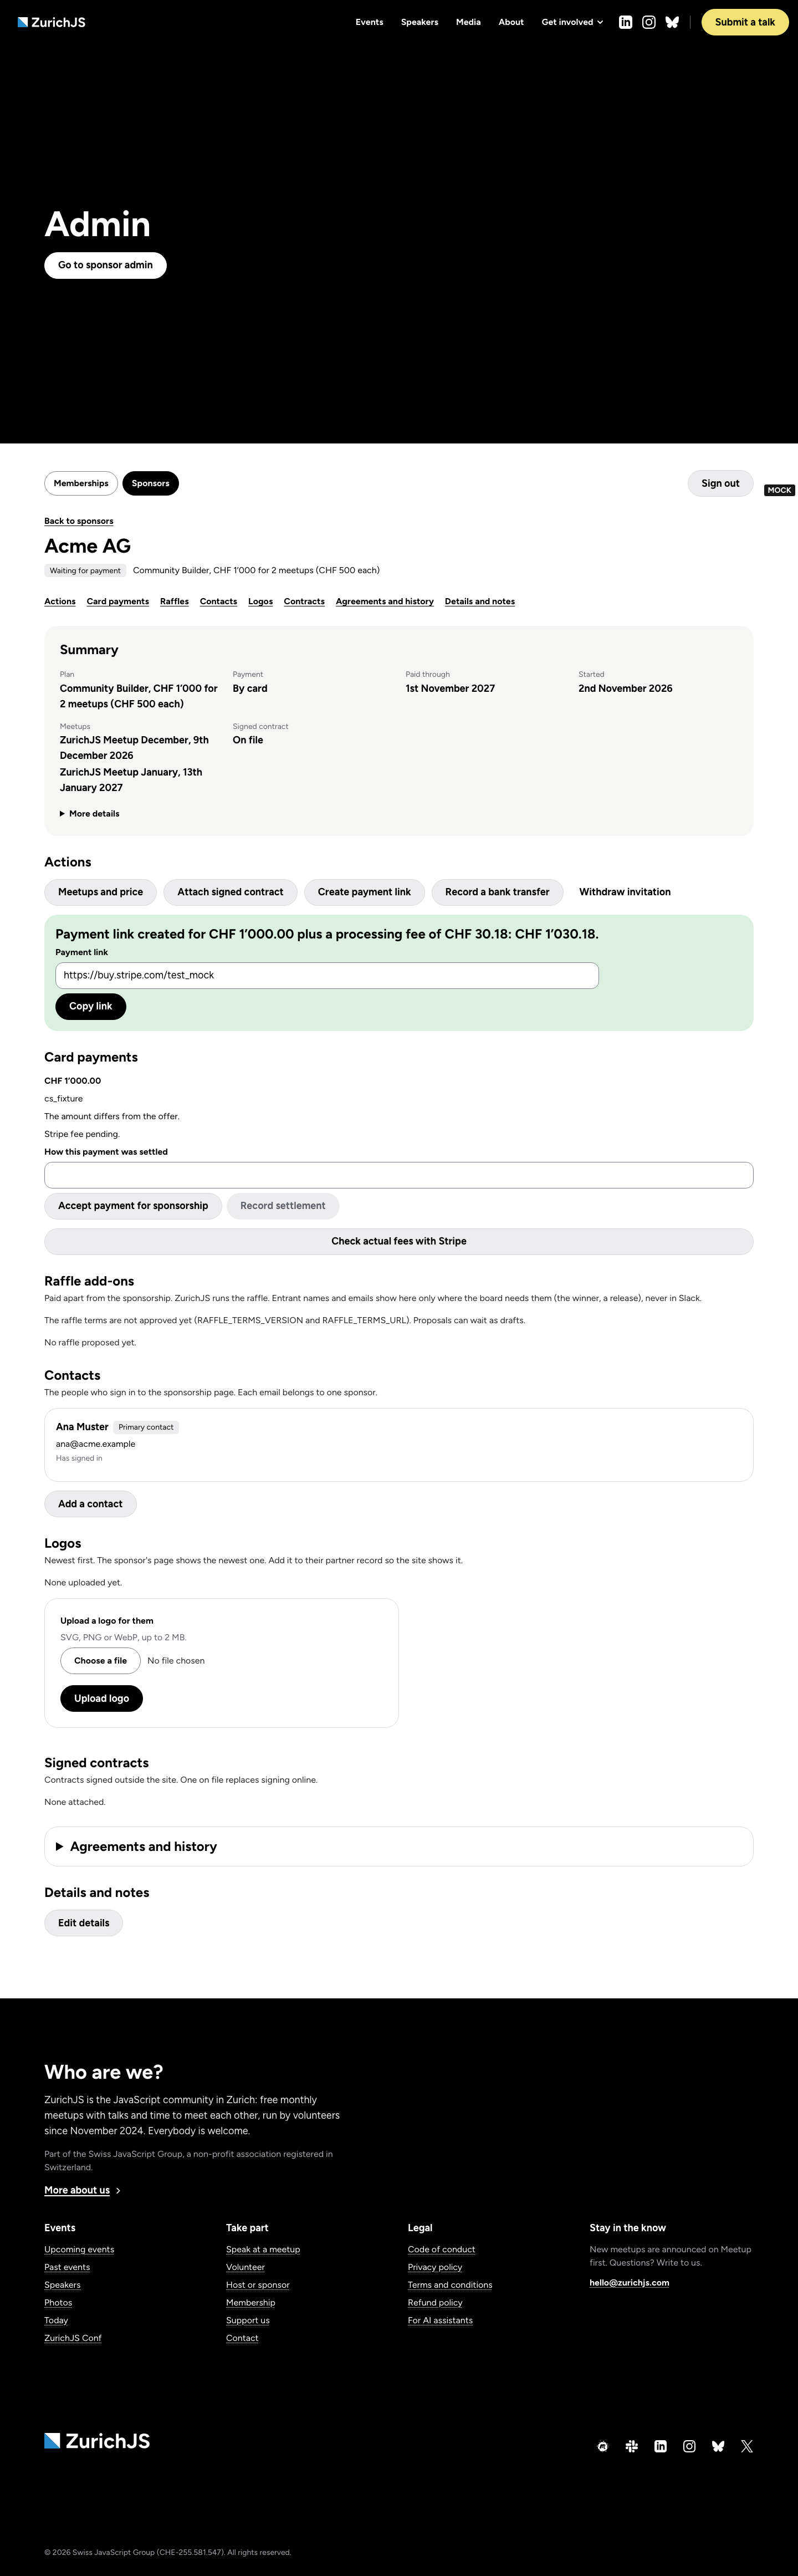 ZurichJS
Events
Speakers
Media
About
Get involved
Submit a talk
Admin
Go to sponsor admin
Memberships
Sponsors
Sign out
MOCK
Back to sponsors
Acme AG
Waiting for payment
Community Builder, CHF 1’000 for 2 meetups (CHF 500 each)
Actions
Card payments
Raffles
Contacts
Logos
Contracts
Agreements and history
Details and notes
Summary
Plan
Community Builder, CHF 1’000 for
2 meetups (CHF 500 each)
Payment
By card
Paid through
1st November 2027
Started
2nd November 2026
Meetups
ZurichJS Meetup December, 9th
December 2026
ZurichJS Meetup January, 13th
January 2027
Signed contract
On file
More details
Actions
Meetups and price
Attach signed contract
Create payment link
Record a bank transfer
Withdraw invitation
Payment link created for CHF 1’000.00 plus a processing fee of CHF 30.18: CHF 1’030.18.
Payment link
https://buy.stripe.com/test_mock
Copy link
Card payments
CHF 1’000.00
cs_fixture
The amount differs from the offer.
Stripe fee pending.
How this payment was settled
Accept payment for sponsorship
Record settlement
Check actual fees with Stripe
Raffle add-ons
Paid apart from the sponsorship. ZurichJS runs the raffle. Entrant names and emails show here only where the board needs them (the winner, a release), never in Slack.
The raffle terms are not approved yet (RAFFLE_TERMS_VERSION and RAFFLE_TERMS_URL). Proposals can wait as drafts.
No raffle proposed yet.
Contacts
The people who sign in to the sponsorship page. Each email belongs to one sponsor.
Ana Muster
Primary contact
ana@acme.example
Has signed in
Add a contact
Logos
Newest first. The sponsor's page shows the newest one. Add it to their partner record so the site shows it.
None uploaded yet.
Upload a logo for them
SVG, PNG or WebP, up to 2 MB.
Choose a file
No file chosen
Upload logo
Signed contracts
Contracts signed outside the site. One on file replaces signing online.
None attached.
Agreements and history
Details and notes
Edit details
Who are we?
ZurichJS is the JavaScript community in Zurich: free monthly
meetups with talks and time to meet each other, run by volunteers
since November 2024. Everybody is welcome.
Part of the Swiss JavaScript Group, a non-profit association registered in
Switzerland.
More about us
Events
Upcoming events
Past events
Speakers
Photos
Today
ZurichJS Conf
Take part
Speak at a meetup
Volunteer
Host or sponsor
Membership
Support us
Contact
Legal
Code of conduct
Privacy policy
Terms and conditions
Refund policy
For AI assistants
Stay in the know
New meetups are announced on Meetup
first. Questions? Write to us.
hello@zurichjs.com
ZurichJS
© 2026 Swiss JavaScript Group (CHE-255.581.547). All rights reserved.